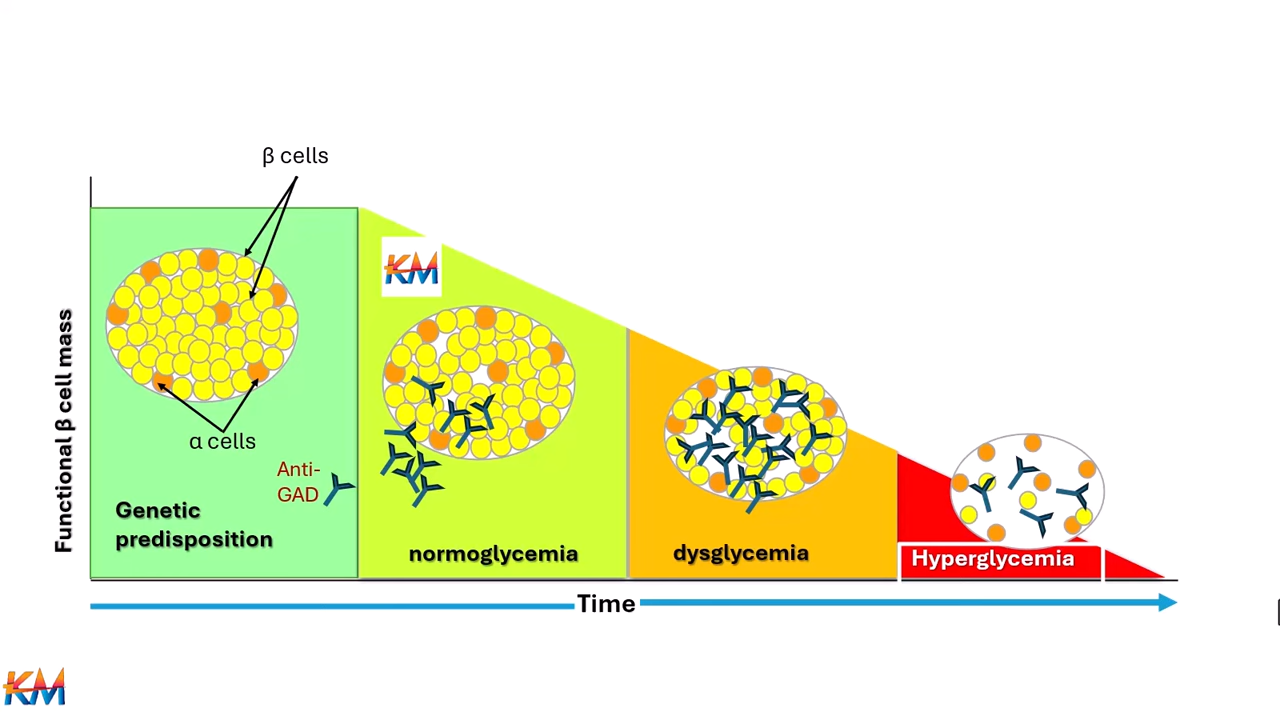 β cells
KM
Functional β cell mass
α cells
Anti-
GAD
Genetic
predisposition
normoglycemia
dysglycemia
Hyperglycemia
Time
KM